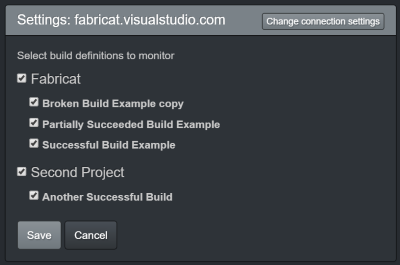 Settings: fabricat.visualstudio.com
Change connection settings
Select build definitions to monitor
Fabricat
Broken Build Example copy
Partially Succeeded Build Example
Successful Build Example
Second Project
Another Successful Build
Save
Cancel